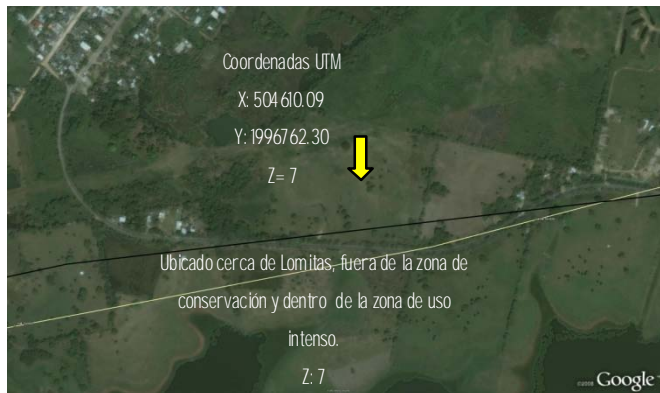 Coordenadas UTM
X: 504610.09
Y: 1996762.30
Z= 7
Ubicado cerca de Lomitas, fuera de la zona de
conservación y dentro de la zona de uso
intenso.
Z: 7
©2008 Google